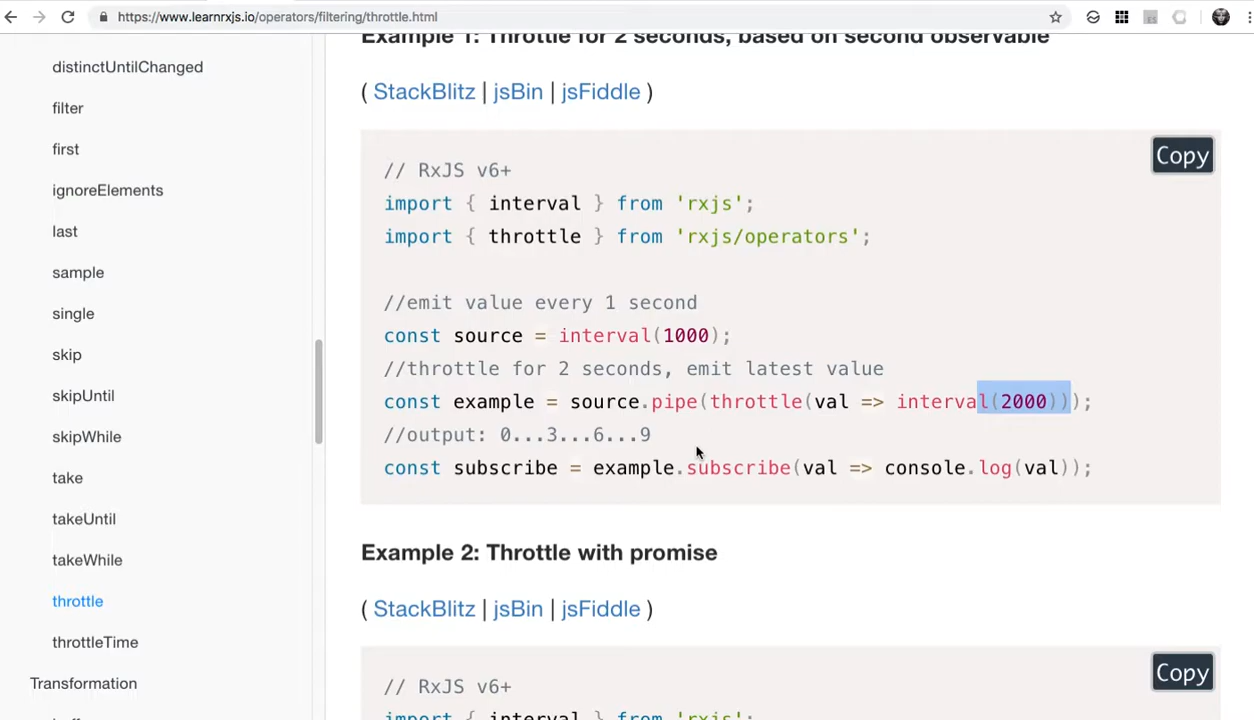 https://www.learnrxjs.io/operators/filtering/throttle.html
distinctUntilChanged
filter
first
ignoreElements
last
sample
single
skip
skipUntil
skipWhile
take
takeUntil
takeWhile
throttle
throttleTime
Transformation
Example 1: Throttle for 2 seconds, based on second observable
( StackBlitz | jsBin | jsFiddle )
Copy
// RxJS v6+
import { interval } from 'rxjs';
import { throttle } from 'rxjs/operators';
//emit value every 1 second
const source = interval(1000);
//throttle for 2 seconds, emit latest value
const example = source.pipe(throttle(val => interval(2000)));
//output: 0...3...6...9
const subscribe = example.subscribe(val => console.log(val));
Example 2: Throttle with promise
( StackBlitz | jsBin | jsFiddle )
Copy
// RxJS v6+
import { interval } from 'rxjs';